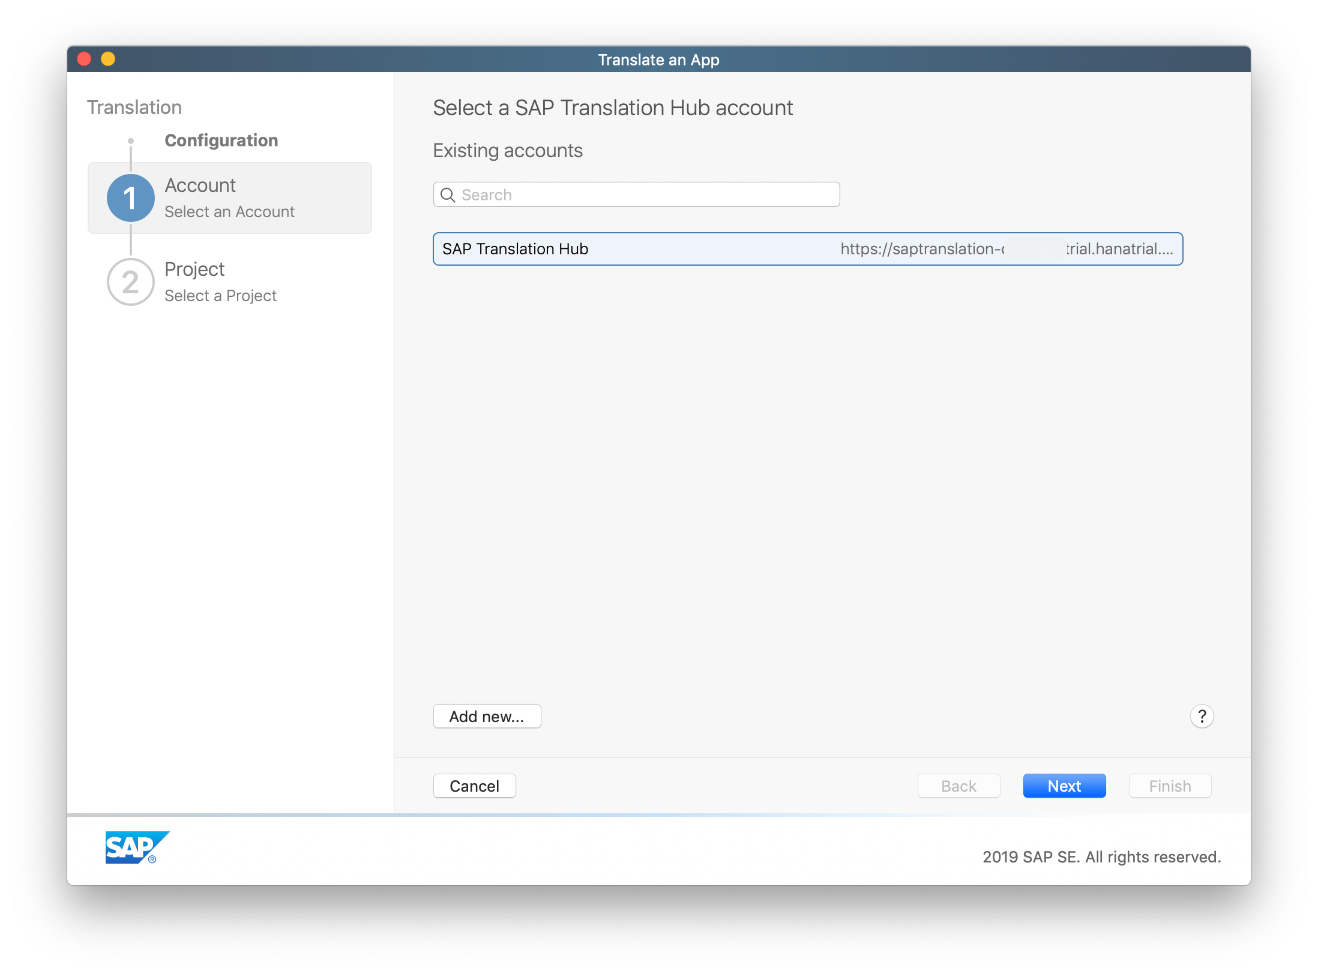 Translate an App
Translation
Configuration
1
Account
Select an Account
2
Project
Select a Project
Select a SAP Translation Hub account
Existing accounts
Search
SAP Translation Hub https://saptranslation- trial.hanatrial....
Add new...
?
Cancel Back Next Finish
SAP®
2019 SAP SE. All rights reserved.